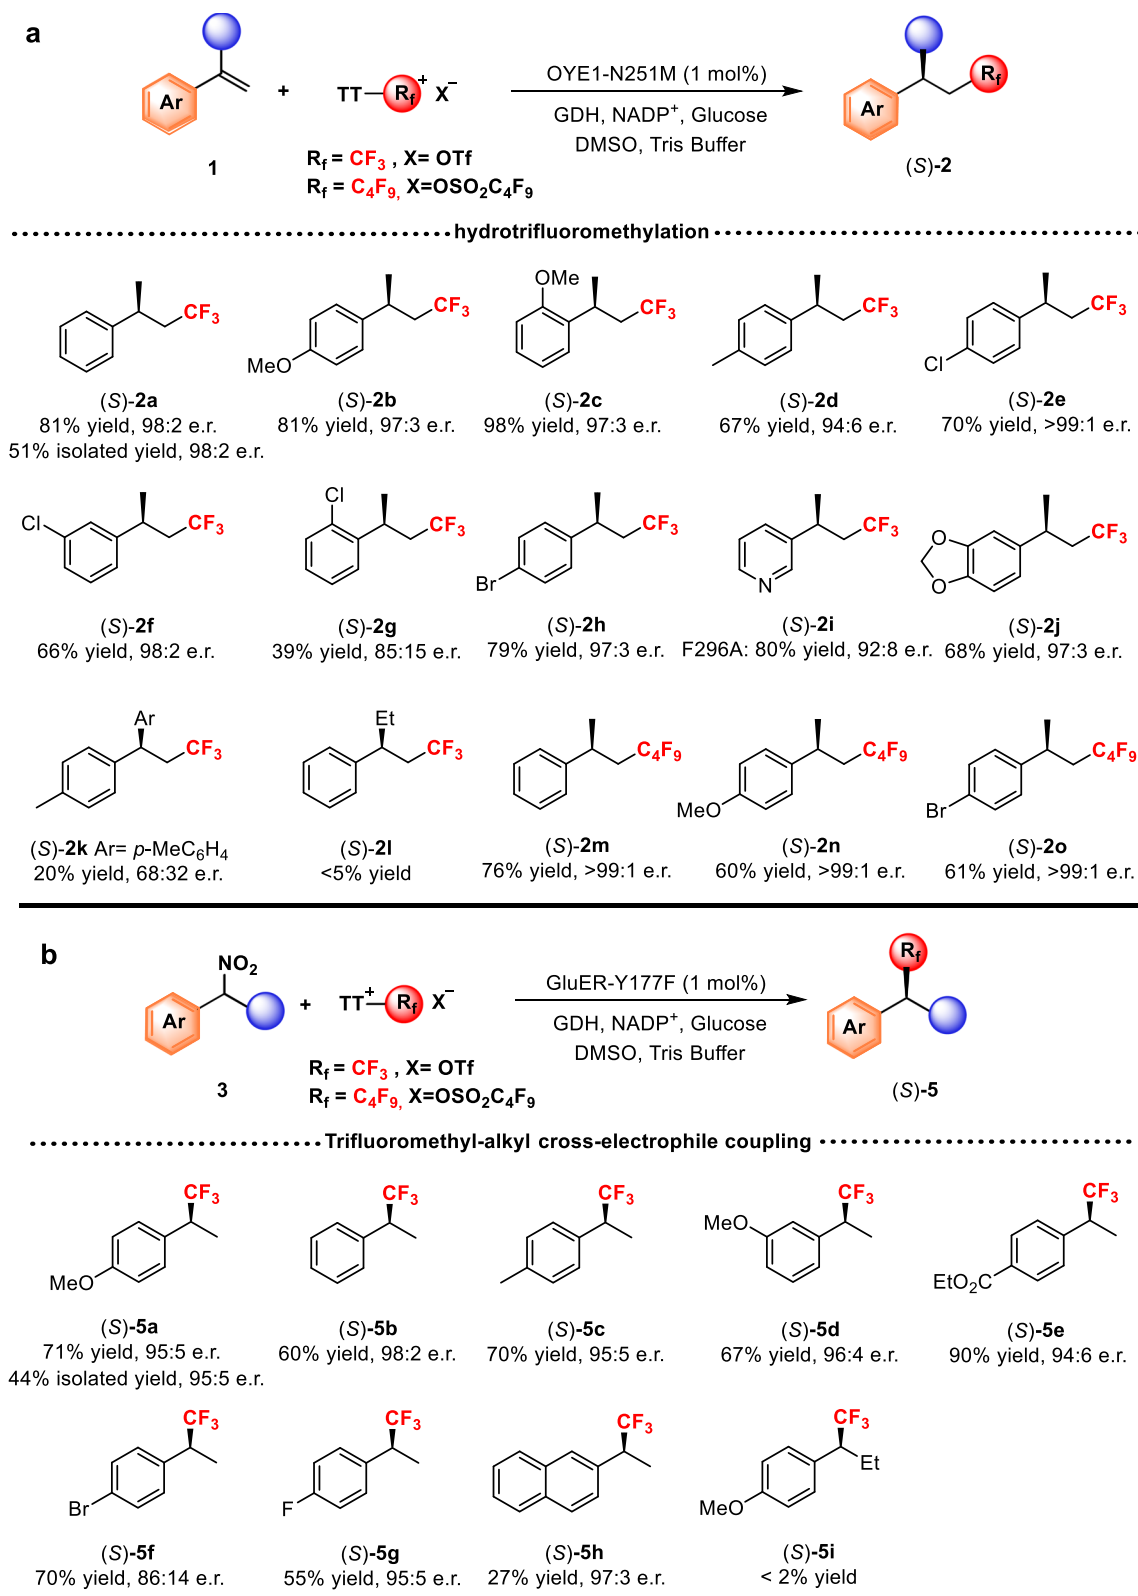 a
Ar
1
+
TT
Rf
+
X−
Rf = CF3 , X= OTf
Rf = C4F9, X=OSO2C4F9
OYE1-N251M (1 mol%)
GDH, NADP+, Glucose
DMSO, Tris Buffer
Ar
Rf
(S)-2
hydrotrifluoromethylation
CF3
MeO CF3
OMe CF3
CF3
Cl CF3
(S)-2a (S)-2b (S)-2c (S)-2d (S)-2e
81% yield, 98:2 e.r. 81% yield, 97:3 e.r. 98% yield, 97:3 e.r. 67% yield, 94:6 e.r. 70% yield, >99:1 e.r.
51% isolated yield, 98:2 e.r.
Cl CF3
Cl CF3
Br CF3
N CF3
O O CF3
(S)-2f (S)-2g (S)-2h (S)-2i (S)-2j
66% yield, 98:2 e.r. 39% yield, 85:15 e.r. 79% yield, 97:3 e.r. F296A: 80% yield, 92:8 e.r. 68% yield, 97:3 e.r.
Ar CF3
Et CF3
C4F9
MeO C4F9
Br C4F9
(S)-2k Ar= p-MeC6H4 (S)-2l (S)-2m (S)-2n (S)-2o
20% yield, 68:32 e.r. <5% yield 76% yield, >99:1 e.r. 60% yield, >99:1 e.r. 61% yield, >99:1 e.r.
b
NO2
Ar
3
+
TT
+
Rf
X−
Rf = CF3 , X= OTf
Rf = C4F9, X=OSO2C4F9
GluER-Y177F (1 mol%)
GDH, NADP+, Glucose
DMSO, Tris Buffer
Rf
Ar
(S)-5
Trifluoromethyl-alkyl cross-electrophile coupling
CF3 MeO
CF3
CF3
MeO CF3
EtO2C CF3
(S)-5a (S)-5b (S)-5c (S)-5d (S)-5e
71% yield, 95:5 e.r. 60% yield, 98:2 e.r. 70% yield, 95:5 e.r. 67% yield, 96:4 e.r. 90% yield, 94:6 e.r.
44% isolated yield, 95:5 e.r.
CF3 Br
CF3 F
CF3
CF3 Et MeO
(S)-5f (S)-5g (S)-5h (S)-5i
70% yield, 86:14 e.r. 55% yield, 95:5 e.r. 27% yield, 97:3 e.r. < 2% yield